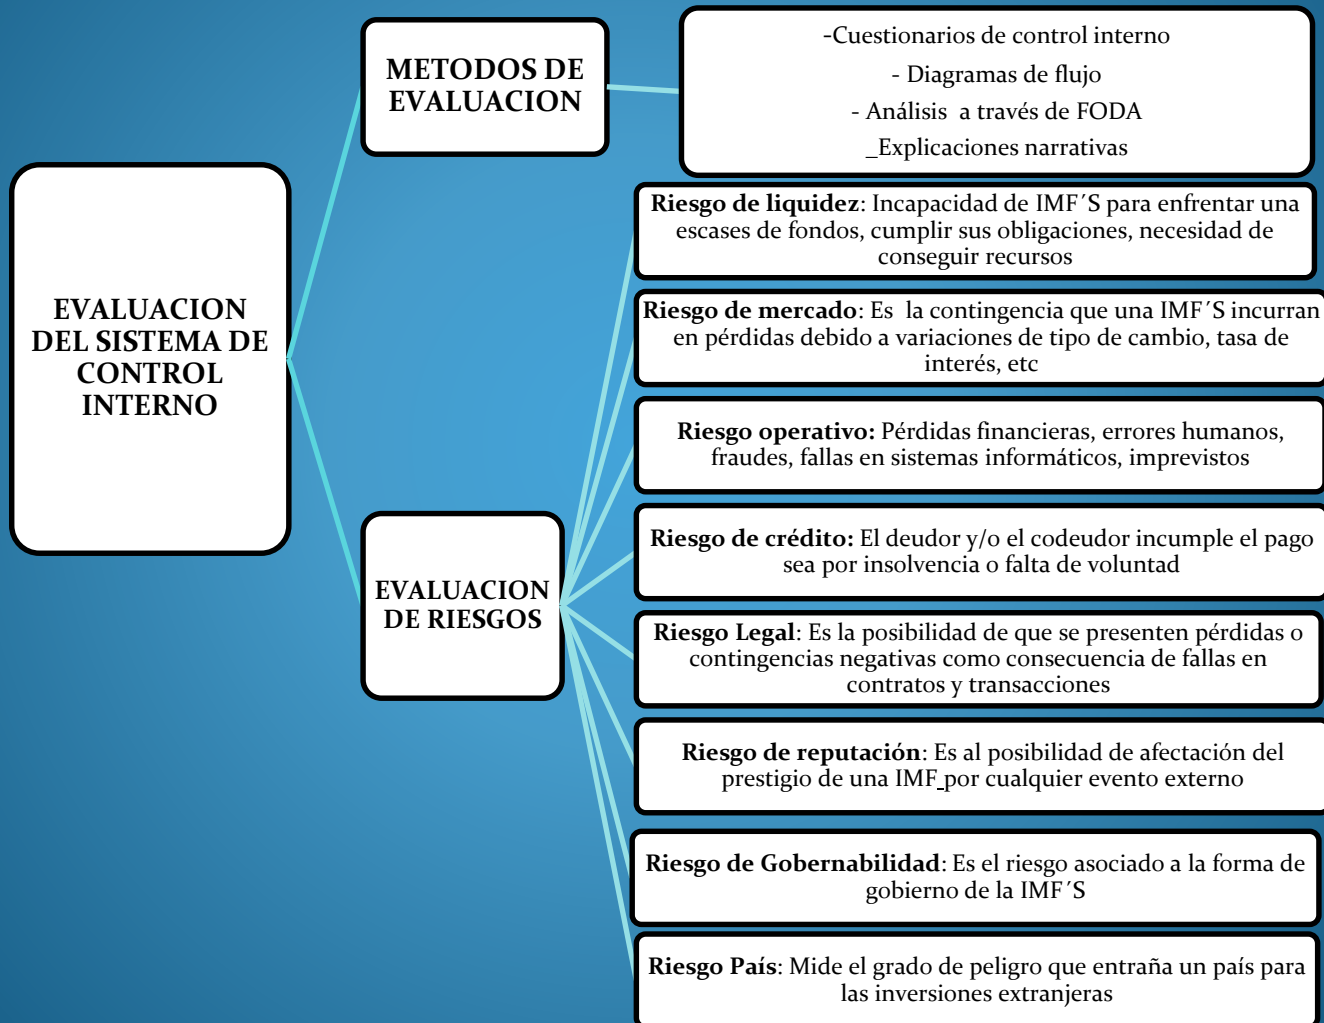 EVALUACION
DEL SISTEMA DE
CONTROL
INTERNO
METODOS DE
EVALUACION
-Cuestionarios de control interno
- Diagramas de flujo
- Análisis a través de FODA
_Explicaciones narrativas
EVALUACION
DE RIESGOS
Riesgo de liquidez: Incapacidad de IMF´S para enfrentar una
escases de fondos, cumplir sus obligaciones, necesidad de
conseguir recursos
Riesgo de mercado: Es la contingencia que una IMF´S incurran
en pérdidas debido a variaciones de tipo de cambio, tasa de
interés, etc
Riesgo operativo: Pérdidas financieras, errores humanos,
fraudes, fallas en sistemas informáticos, imprevistos
Riesgo de crédito: El deudor y/o el codeudor incumple el pago
sea por insolvencia o falta de voluntad
Riesgo Legal: Es la posibilidad de que se presenten pérdidas o
contingencias negativas como consecuencia de fallas en
contratos y transacciones
Riesgo de reputación: Es al posibilidad de afectación del
prestigio de una IMF_por cualquier evento externo
Riesgo de Gobernabilidad: Es el riesgo asociado a la forma de
gobierno de la IMF´S
Riesgo País: Mide el grado de peligro que entraña un país para
las inversiones extranjeras